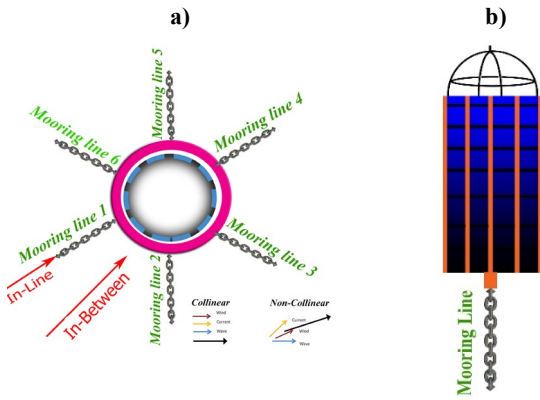 a)
b)
Mooring line 5
Mooring line 4
Mooring line 6
Mooring line 1
Mooring line 3
Mooring line 2
In-Line
In-Between
Collinear
Wind
Current
Wave
Non-Collinear
Current
Wind
Wave
Mooring Line